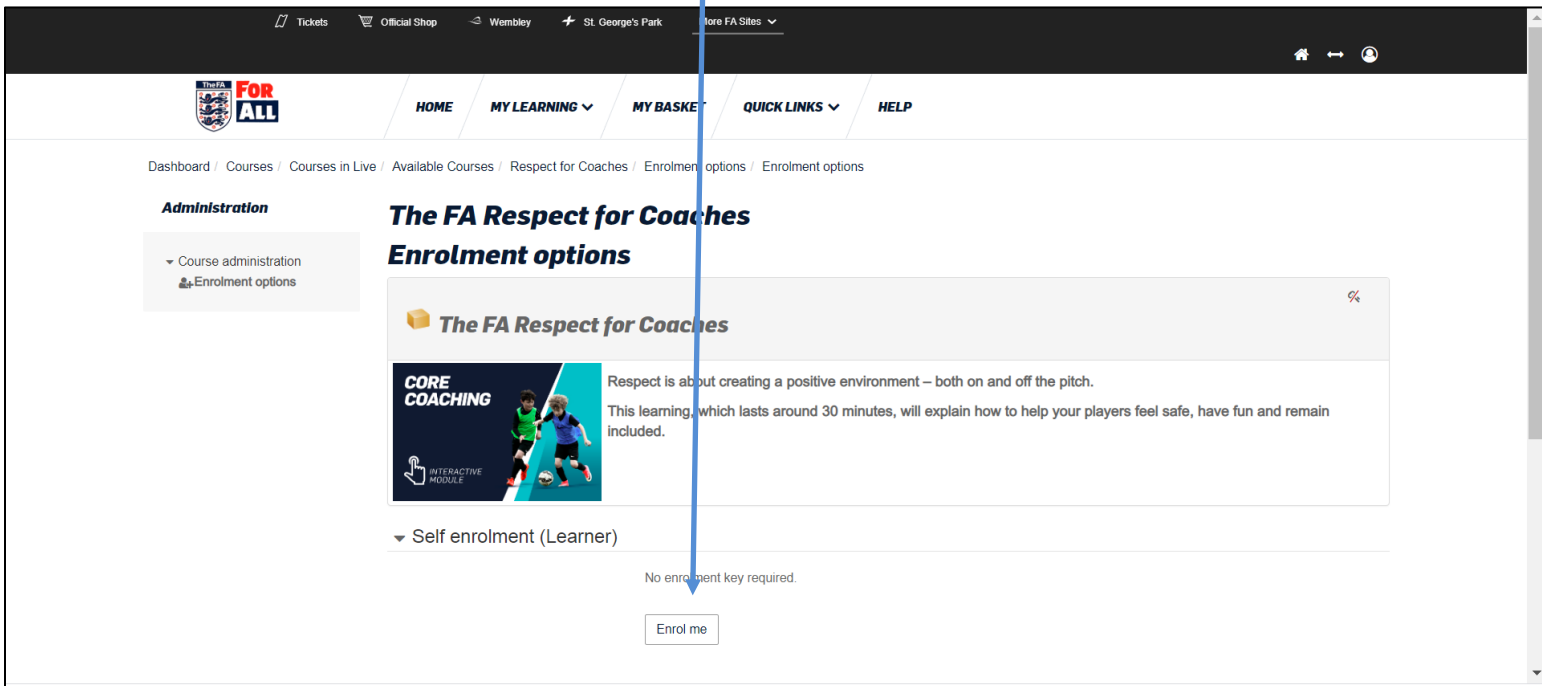 Tickets Official Shop Wembley St. George's Park More FA Sites
TheFA FOR ALL
HOME MY LEARNING MY BASKET QUICK LINKS HELP
Dashboard / Courses / Courses in Live / Available Courses / Respect for Coaches / Enrolment options / Enrolment options
Administration
Course administration
Enrolment options
The FA Respect for Coaches
Enrolment options
The FA Respect for Coaches
CORE
COACHING
INTERACTIVE
MODULE
Respect is about creating a positive environment – both on and off the pitch.
This learning, which lasts around 30 minutes, will explain how to help your players feel safe, have fun and remain
included.
Self enrolment (Learner)
No enrolment key required.
Enrol me